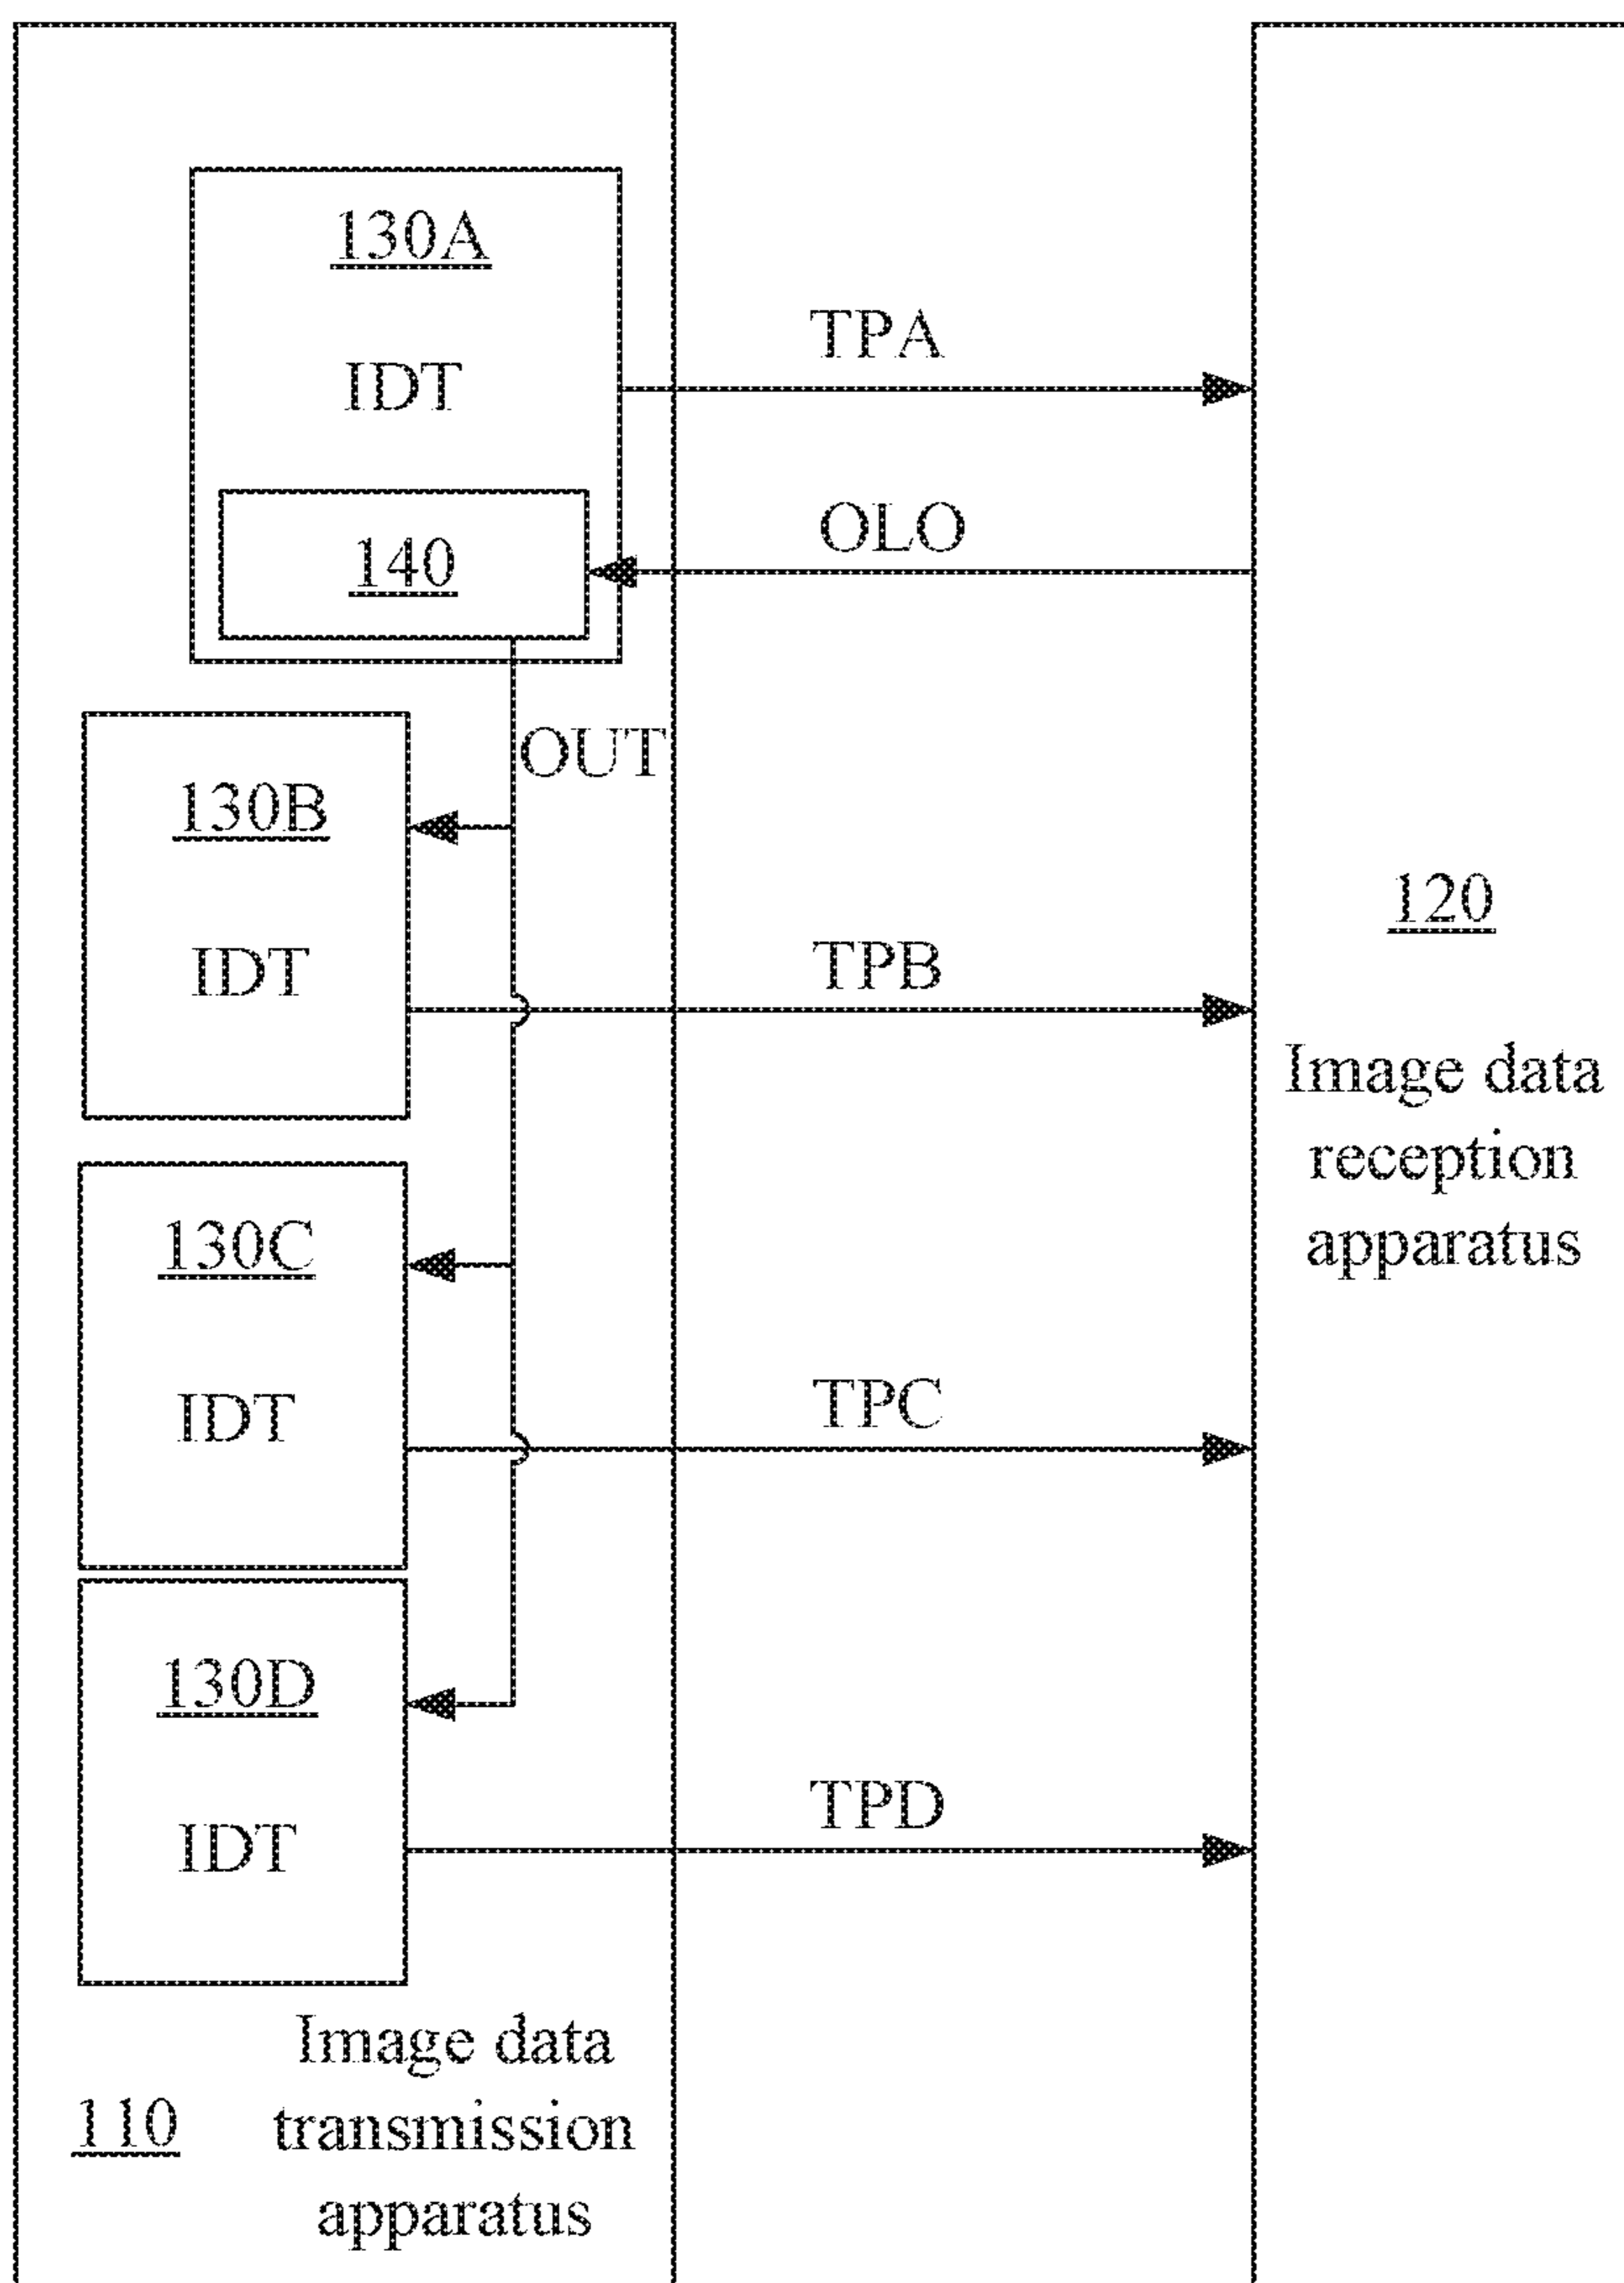 130A
IDT
TPA
140
OLO
OUT
130B
IDT
TPB
120
Image data
reception
apparatus
130C
IDT
TPC
130D
IDT
TPD
110
Image data
transmission
apparatus